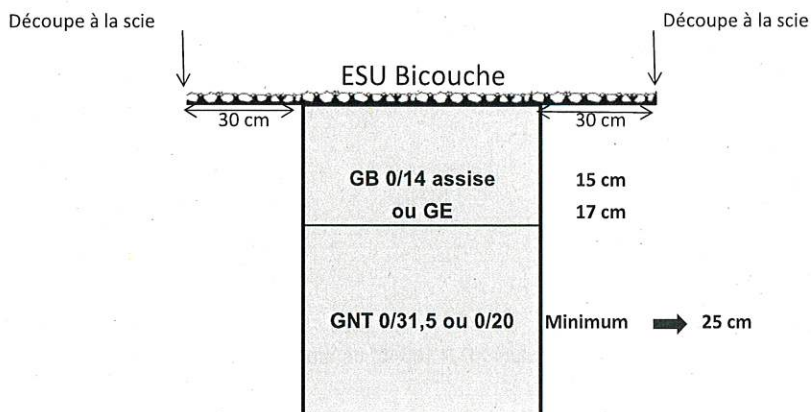 Découpe à la scie
Découpe à la scie
ESU Bicouche
30 cm
30 cm
GB 0/14 assise 15 cm
ou GE 17 cm
GNT 0/31,5 ou 0/20 Minimum 25 cm